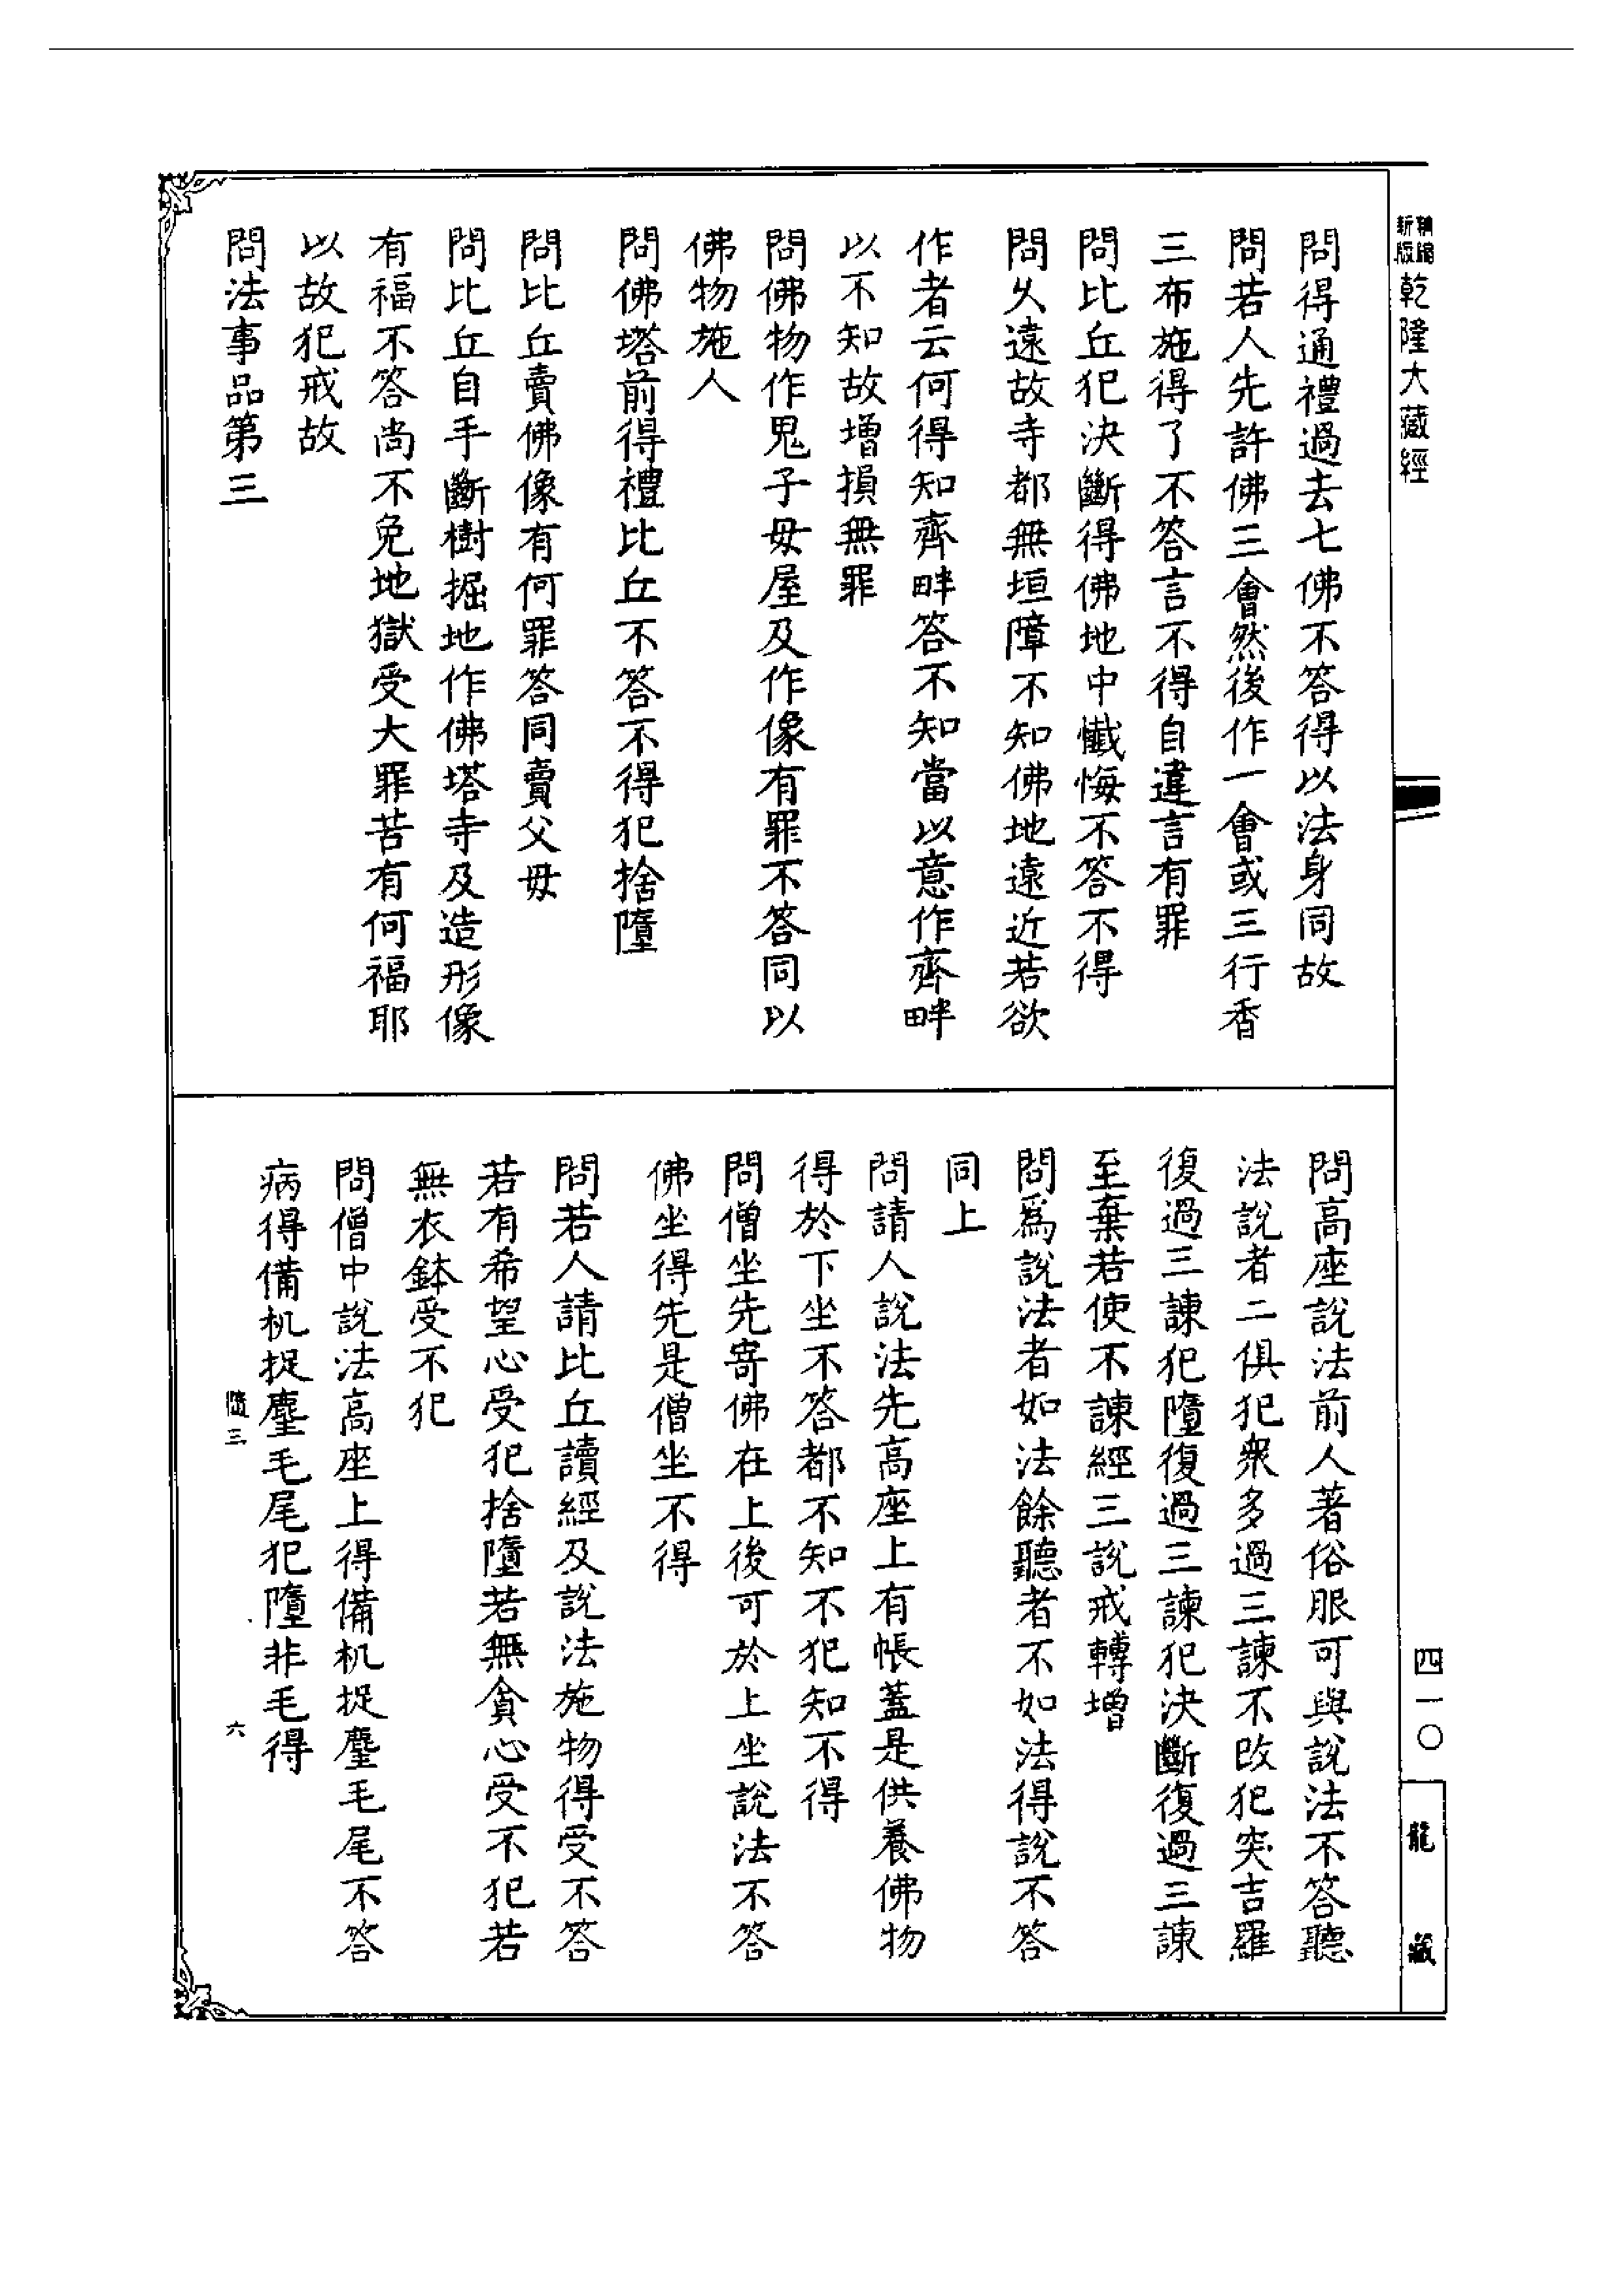 新版
精縮
乾隆大藏經
問得通禮過去七佛不答得以法身同故
問若人先許佛三會然後作一會或三行香
三布施得了不答言不得自違言有罪
問比丘犯決斷得佛地中懺悔不答不得
問乆遠故寺都無垣障不知佛地遠近若欲
作者云何得知齊畔答不知當以意作齊畔
以不知故增損無罪
問佛物作鬼子母屋及作像有罪不答同以
佛物施人
問佛塔前得禮比丘不答不得犯捨墮
問比丘賣佛像有何罪答同賣父母
問比丘自手斷樹掘地作佛塔寺及造形像
有福不答尚不免地獄受大罪苦有何福耶
以故犯戒故
問法事品第三
問高座說法前人著俗服可與說法不答聽
法說者二俱犯衆多過三諫不改犯突吉羅
復過三諫犯墮復過三諫犯決斷復過三諫
至棄若使不諫經三說戒轉增
問爲說法者如法餘聽者不如法得說不答
同上
問請人說法先高座上有帳蓋是供養佛物
得於下坐不答都不知不犯知不得
問僧坐先寄佛在上後可於上坐說法不答
佛坐得先是僧坐不得
問若人請比丘讀經及說法施物得受不答
若有希望心受犯捨墮若無貪心受不犯若
無衣鉢受不犯
問僧中說法高座上得備机捉麈毛尾不答
病得備机捉麈毛尾犯墮非毛得
三
六
四一〇
龍藏